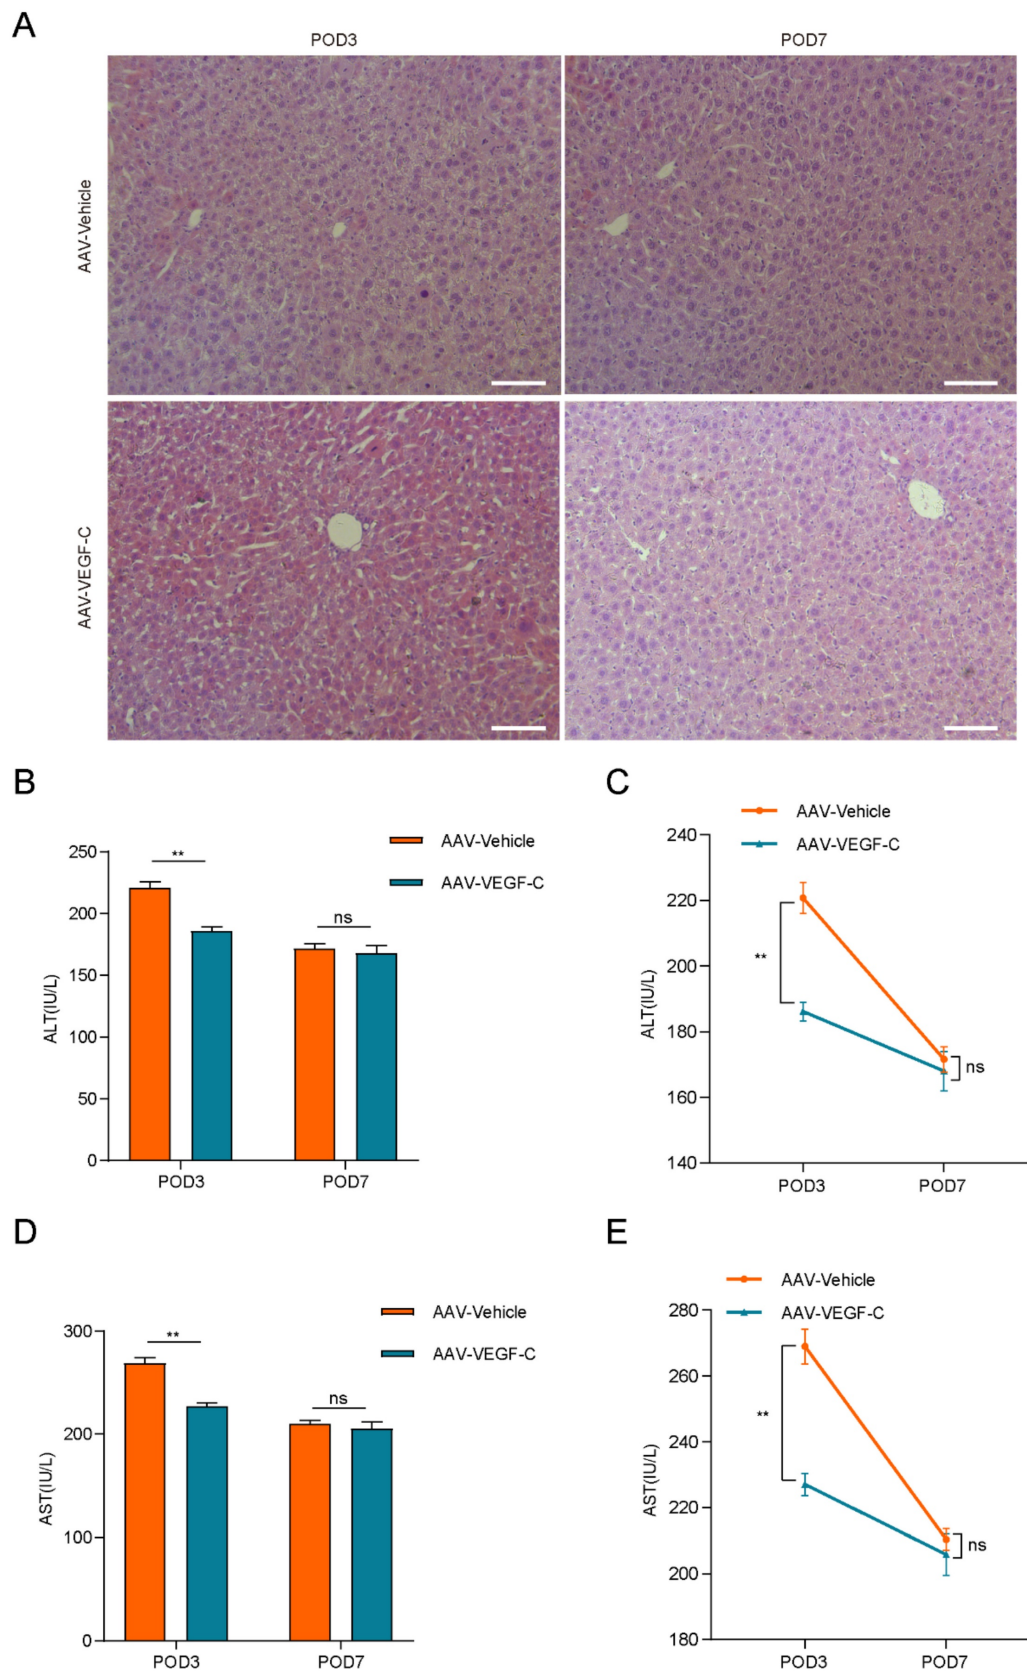 A
POD3
POD7
AAV-Vehicle
AAV-VEGF-C
B
AAV-Vehicle
AAV-VEGF-C
ALT(IU/L)
250
200
150
100
50
0
**
ns
POD3
POD7
C
AAV-Vehicle
AAV-VEGF-C
ALT(IU/L)
240
220
200
180
160
140
**
ns
POD3
POD7
D
AAV-Vehicle
AAV-VEGF-C
AST(IU/L)
300
200
100
0
**
ns
POD3
POD7
E
AAV-Vehicle
AAV-VEGF-C
AST(IU/L)
280
260
240
220
200
180
**
ns
POD3
POD7